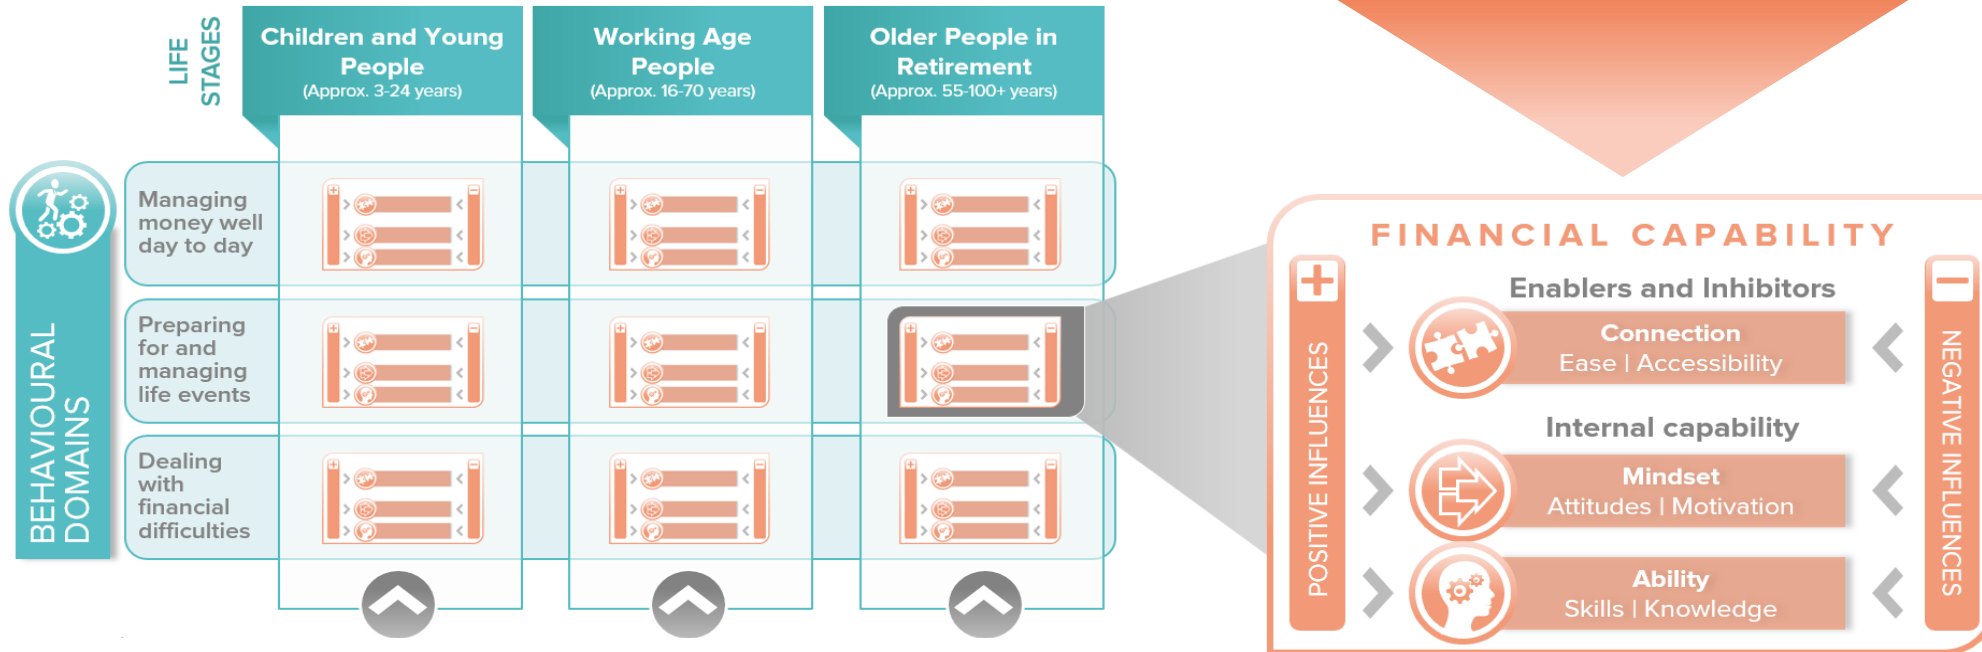 LIFE
STAGES
Children and Young
People
(Approx. 3-24 years)
Working Age
People
(Approx. 16-70 years)
Older People in
Retirement
(Approx. 55-100+ years)
BEHAVIOURAL
DOMAINS
Managing
money well
day to day
Preparing
for and
managing
life events
Dealing
with
financial
difficulties
FINANCIAL CAPABILITY
POSITIVE INFLUENCES
Enablers and Inhibitors
Connection
Ease | Accessibility
Internal capability
Mindset
Attitudes | Motivation
Ability
Skills | Knowledge
NEGATIVE INFLUENCES